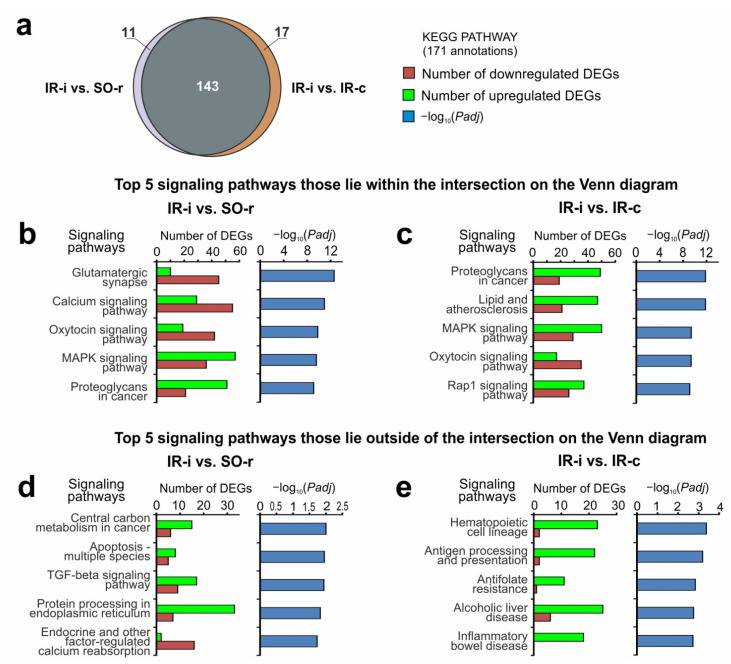 a
11
17
IR-i vs. SO-r
143
IR-i vs. IR-c
KEGG PATHWAY
(171 annotations)
Number of downregulated DEGs
Number of upregulated DEGs
−log10(Padj)
Top 5 signaling pathways those lie within the intersection on the Venn diagram
IR-i vs. SO-r
b
Signaling
pathways
Number of DEGs
−log10(Padj)
0 20 40 60
0 4 8 12
Glutamatergic
synapse
Calcium signaling
pathway
Oxytocin signaling
pathway
MAPK signaling
pathway
Proteoglycans
in cancer
IR-i vs. IR-c
c
Signaling
pathways
Number of DEGs
−log10(Padj)
0 20 40 60
0 4 8 12
Proteoglycans
in cancer
Lipid and
atherosclerosis
MAPK signaling
pathway
Oxytocin signaling
pathway
Rap1 signaling
pathway
Top 5 signaling pathways those lie outside of the intersection on the Venn diagram
IR-i vs. SO-r
d
Signaling
pathways
Number of DEGs
−log10(Padj)
0 10 20 30
0 0.5 1 1.5 2 2.5
Central carbon
metabolism in cancer
Apoptosis -
multiple species
TGF-beta signaling
pathway
Protein processing in
endoplasmic reticulum
Endocrine and other
factor-regulated
calcium reabsorption
IR-i vs. IR-c
e
Signaling
pathways
Number of DEGs
−log10(Padj)
0 10 20 30
0 1 2 3 4
Hematopoietic
cell lineage
Antigen processing
and presentation
Antifolate
resistance
Alcoholic liver
disease
Inflammatory
bowel disease